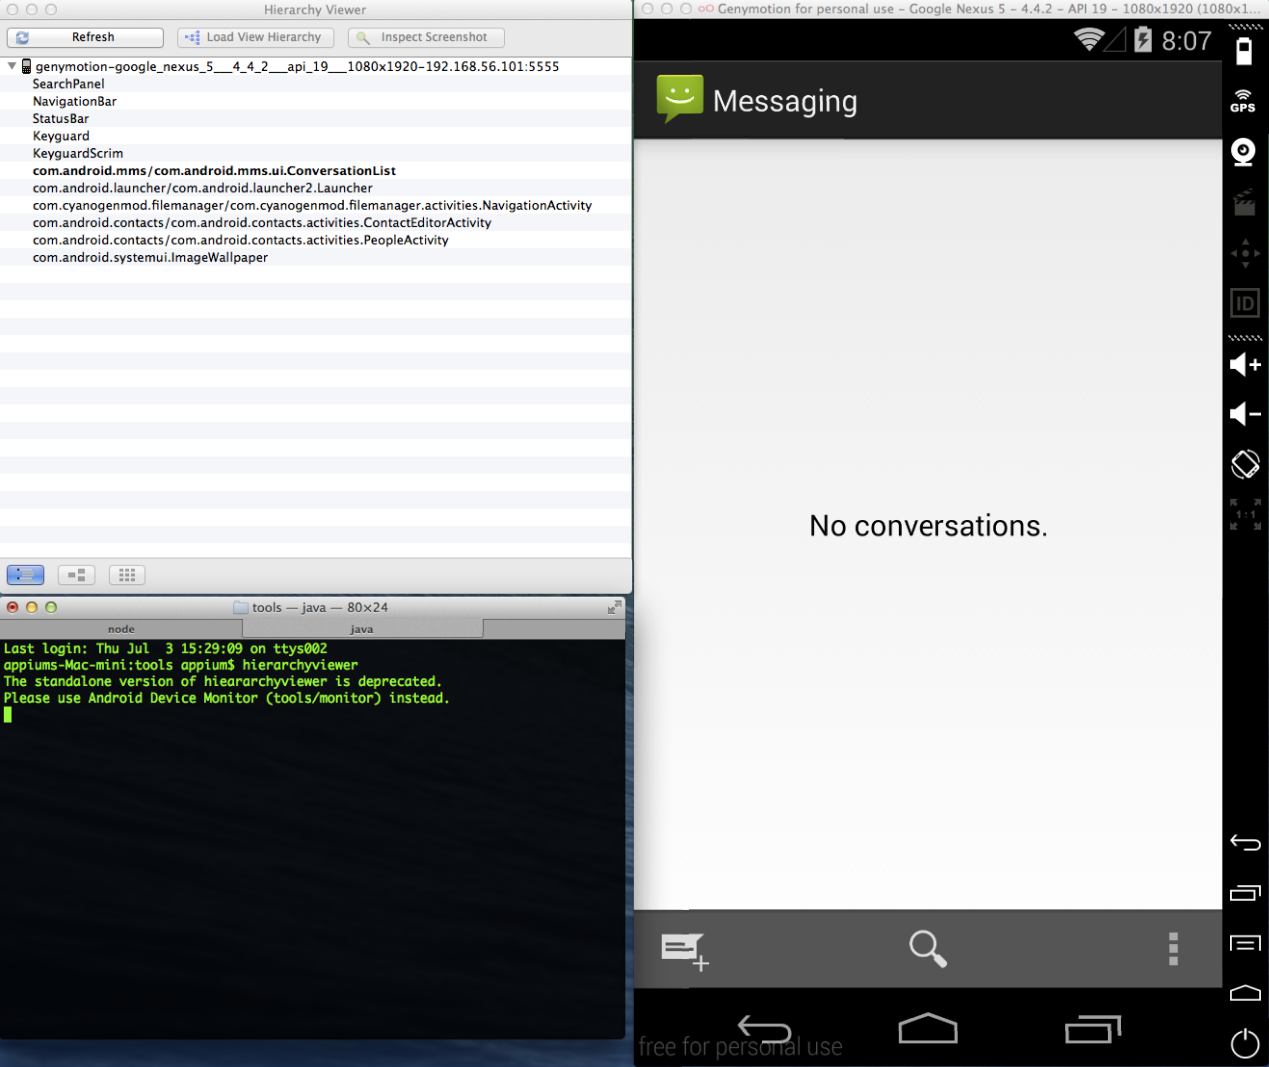 Hierarchy Viewer
Refresh
Load View Hierarchy
Inspect Screenshot
genymotion-google_nexus_5___4_4_2___api_19___1080x1920-192.168.56.101:5555
SearchPanel
NavigationBar
StatusBar
Keyguard
KeyguardScrim
com.android.mms/com.android.mms.ui.ConversationList
com.android.launcher/com.android.launcher2.Launcher
com.cyanogenmod.filemanager/com.cyanogenmod.filemanager.activities.NavigationActivity
com.android.contacts/com.android.contacts.activities.ContactEditorActivity
com.android.contacts/com.android.contacts.activities.PeopleActivity
com.android.systemui.ImageWallpaper
tools — java — 80×24
node
java
Last login: Thu Jul  3 15:29:09 on ttys002
appiums-Mac-mini:tools appium$ hierarchyviewer
The standalone version of hieararchyviewer is deprecated.
Please use Android Device Monitor (tools/monitor) instead.
Genymotion for personal use – Google Nexus 5 – 4.4.2 – API 19 – 1080x1920 (1080x1...
8:07
Messaging
No conversations.
free for personal use
GPS
ID
1:1